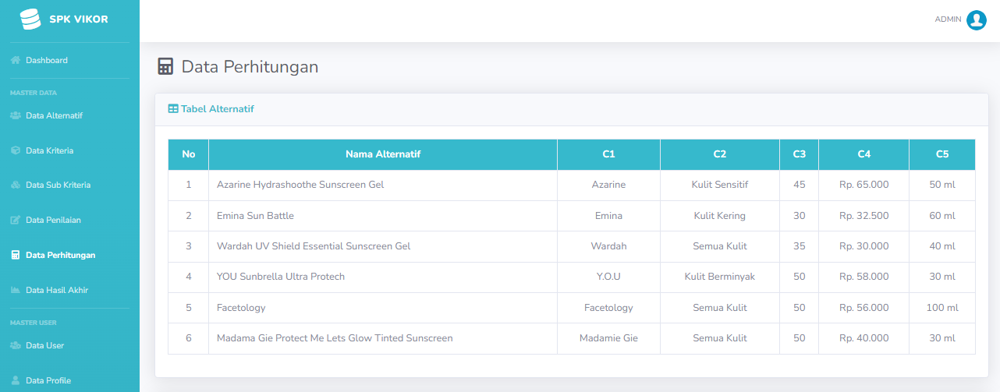 SPK VIKOR
Dashboard
MASTER DATA
Data Alternatif
Data Kriteria
Data Sub Kriteria
Data Penilaian
Data Perhitungan
Data Hasil Akhir
MASTER USER
Data User
Data Profile
ADMIN
Data Perhitungan
Tabel Alternatif
No Nama Alternatif C1 C2 C3 C4 C5
1 Azarine Hydrashoothe Sunscreen Gel Azarine Kulit Sensitif 45 Rp. 65.000 50 ml
2 Emina Sun Battle Emina Kulit Kering 30 Rp. 32.500 60 ml
3 Wardah UV Shield Essential Sunscreen Gel Wardah Semua Kulit 35 Rp. 30.000 40 ml
4 YOU Sunbrella Ultra Protech Y.O.U Kulit Berminyak 50 Rp. 58.000 30 ml
5 Facetology Facetology Semua Kulit 50 Rp. 56.000 100 ml
6 Madama Gie Protect Me Lets Glow Tinted Sunscreen Madamie Gie Semua Kulit 50 Rp. 40.000 30 ml